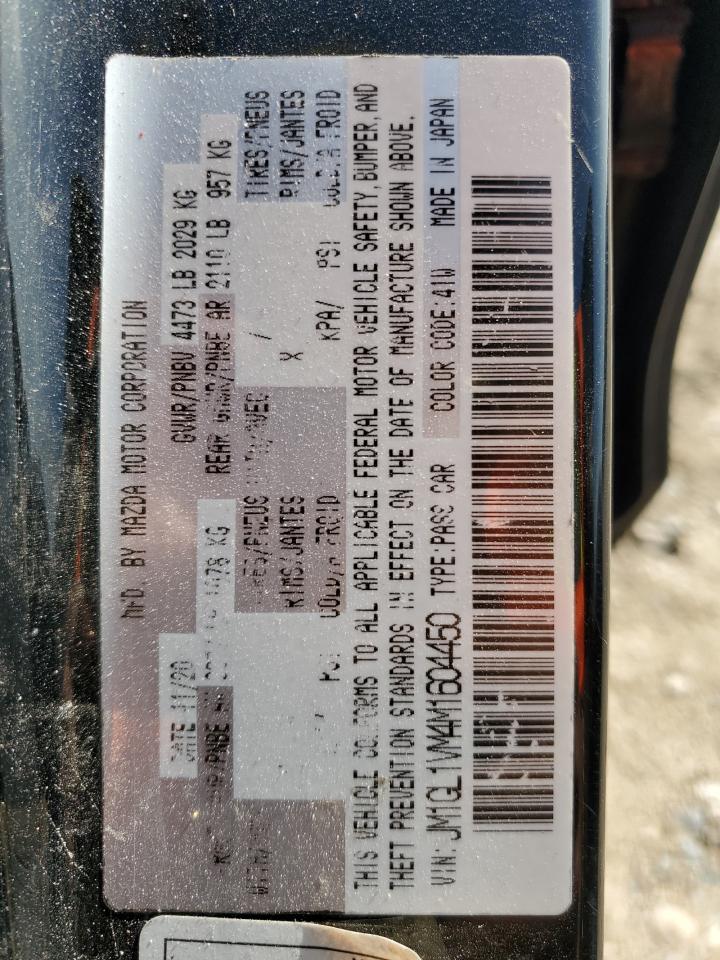 MFD. BY MAZDA MOTOR CORPORATION
DATE 11/20 GVWR/PNBV 4473 LB 2029 KG
1478 KG REAR GAWR/PNBE AR 2110 LB 957 KG
TIRES/PNEUS TIRES/PNEUS
RIMS/JANTES X RIMS/JANTES
COLD/A FROID KPA/ PSI COLD/A FROID
THIS VEHICLE CONFORMS TO ALL APPLICABLE FEDERAL MOTOR VEHICLE SAFETY, BUMPER, AND
THEFT PREVENTION STANDARDS IN EFFECT ON THE DATE OF MANUFACTURE SHOWN ABOVE.
VIN: JM1GL1VM4M1604450 TYPE:PASS CAR COLOR CODE:41W MADE IN JAPAN